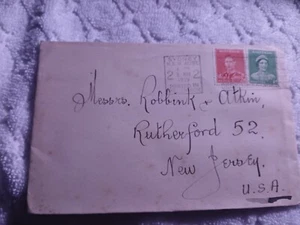 Messrs. Robbink + Atkin
Rutherford 52.
New Jersey.
U.S.A.